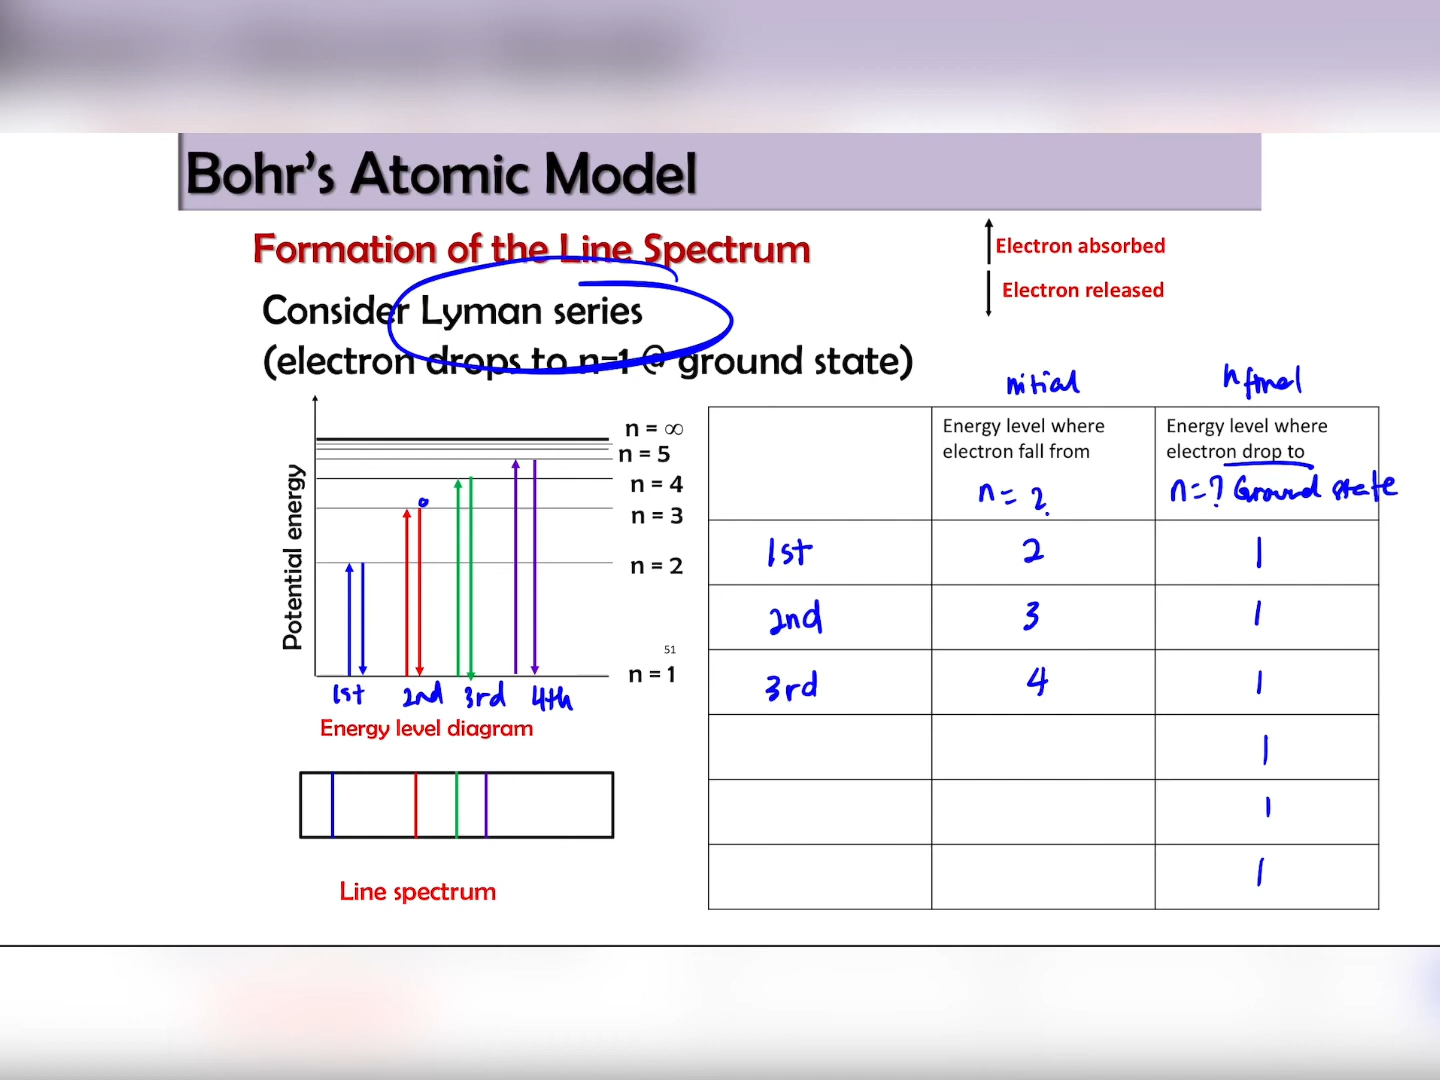 Bohr's Atomic Model
Formation of the Line Spectrum
Consider Lyman series
(electron drops to n=1 @ ground state)
Electron absorbed
Electron released
Potential energy
n = ∞
n = 5
n = 4
n = 3
n = 2
51
n = 1
1st 2nd 3rd 4th
Energy level diagram
Line spectrum
n initial
n final
Energy level where
electron fall from
n = ?
Energy level where
electron drop to
n = ? Ground state
1st 2 1
2nd 3 1
3rd 4 1
1
1
1